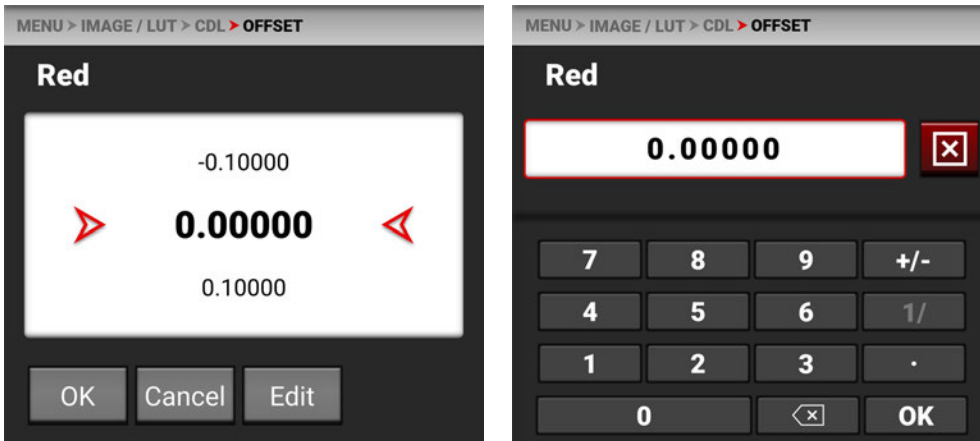 MENU > IMAGE / LUT > CDL > OFFSET
Red
-0.10000
0.00000
0.10000
OK Cancel Edit
MENU > IMAGE / LUT > CDL > OFFSET
Red
0.00000
7 8 9 +/-
4 5 6 1/
1 2 3 .
0 OK